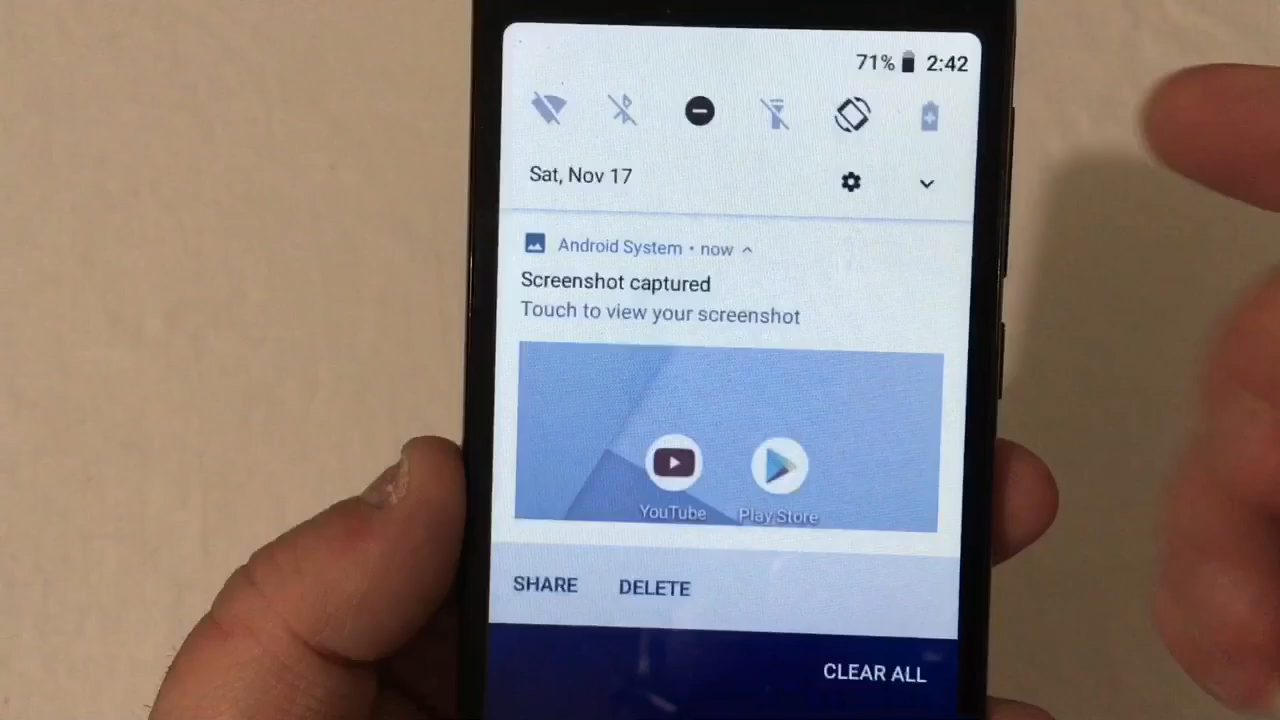 71% 2:42
Sat, Nov 17
Android System • now
Screenshot captured
Touch to view your screenshot
YouTube Play Store
SHARE DELETE
CLEAR ALL